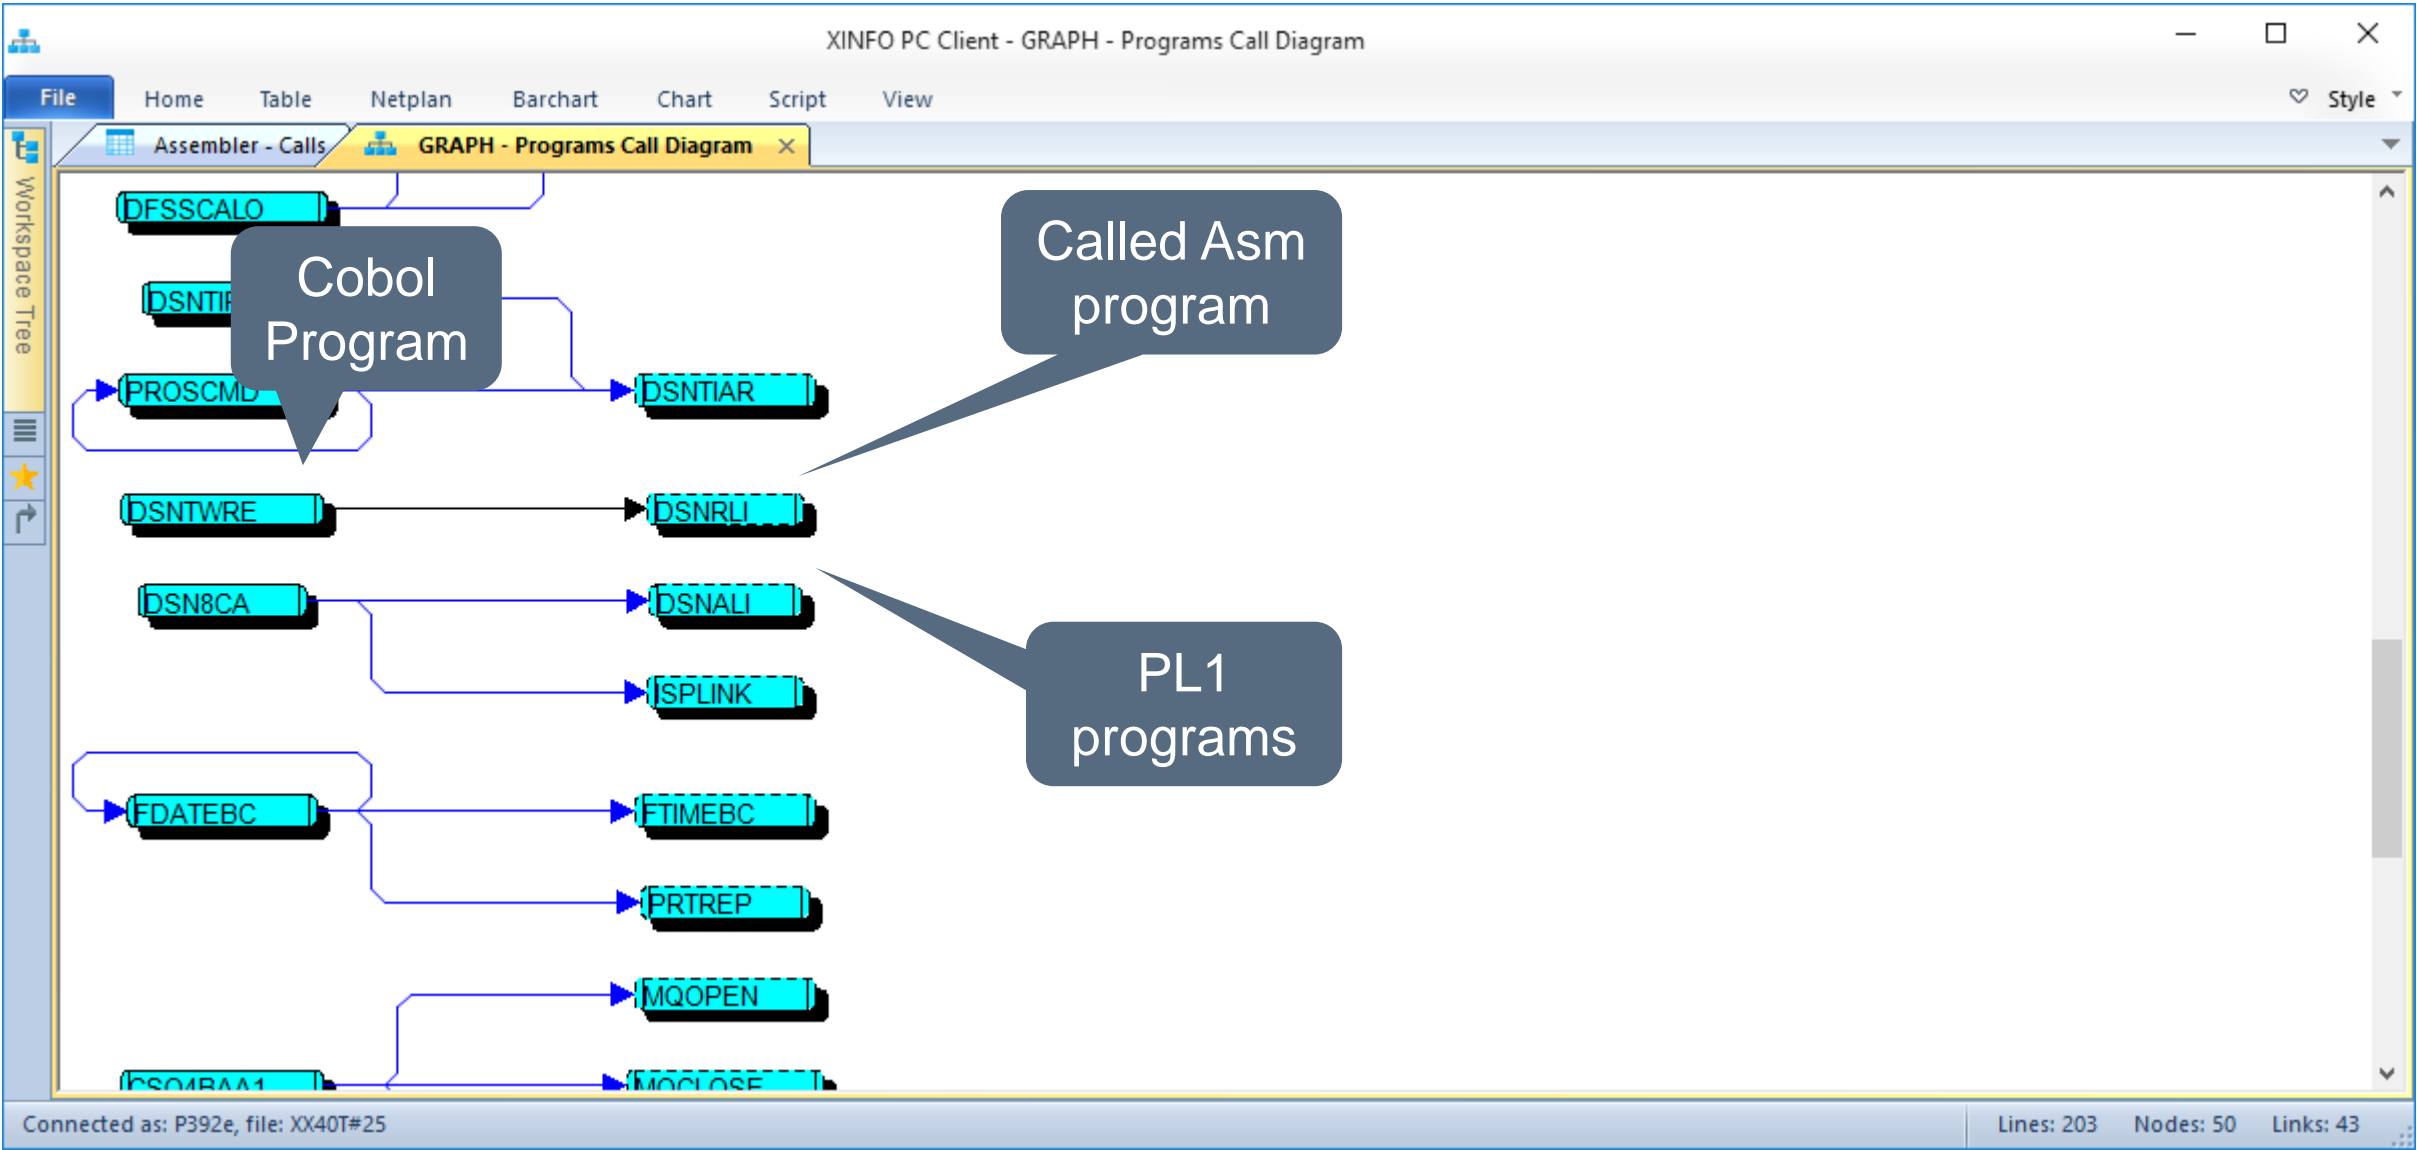 XINFO PC Client - GRAPH - Programs Call Diagram
File Home Table Netplan Barchart Chart Script View Style
Assembler - Calls GRAPH - Programs Call Diagram
Workspace Tree
DFSSCALO
Called Asm
program
Cobol
Program
PROSCMD DSNTIAR
DSNTWRE DSNRLI
DSN8CA DSNALI
ISPLINK
PL1
programs
FDATEBC FTIMEBC
PRTREP
MQOPEN
CSQ4BAA1 MQCLOSE
Connected as: P392e, file: XX40T#25 Lines: 203 Nodes: 50 Links: 43